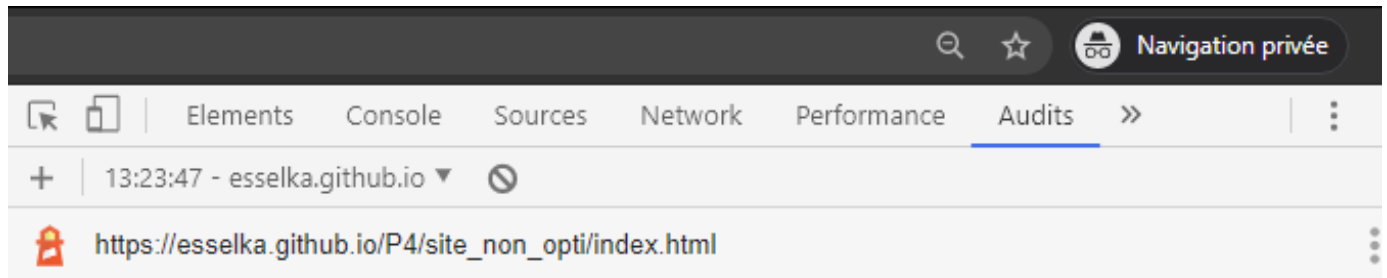 Navigation privée
Elements Console Sources Network Performance Audits »
+ 13:23:47 - esselka.github.io ▼
https://esselka.github.io/P4/site_non_opti/index.html